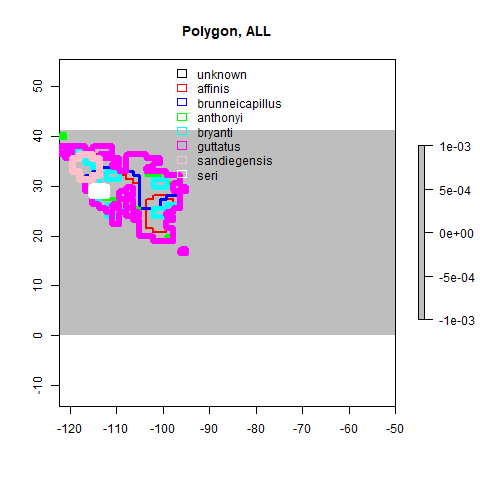 Polygon, ALL
unknown
affinis
brunneicapillus
anthonyi
bryanti
guttatus
sandiegensis
seri
50
40
30
20
10
0
-10
-120 -110 -100 -90 -80 -70 -60 -50
1e-03
5e-04
0e+00
-5e-04
-1e-03